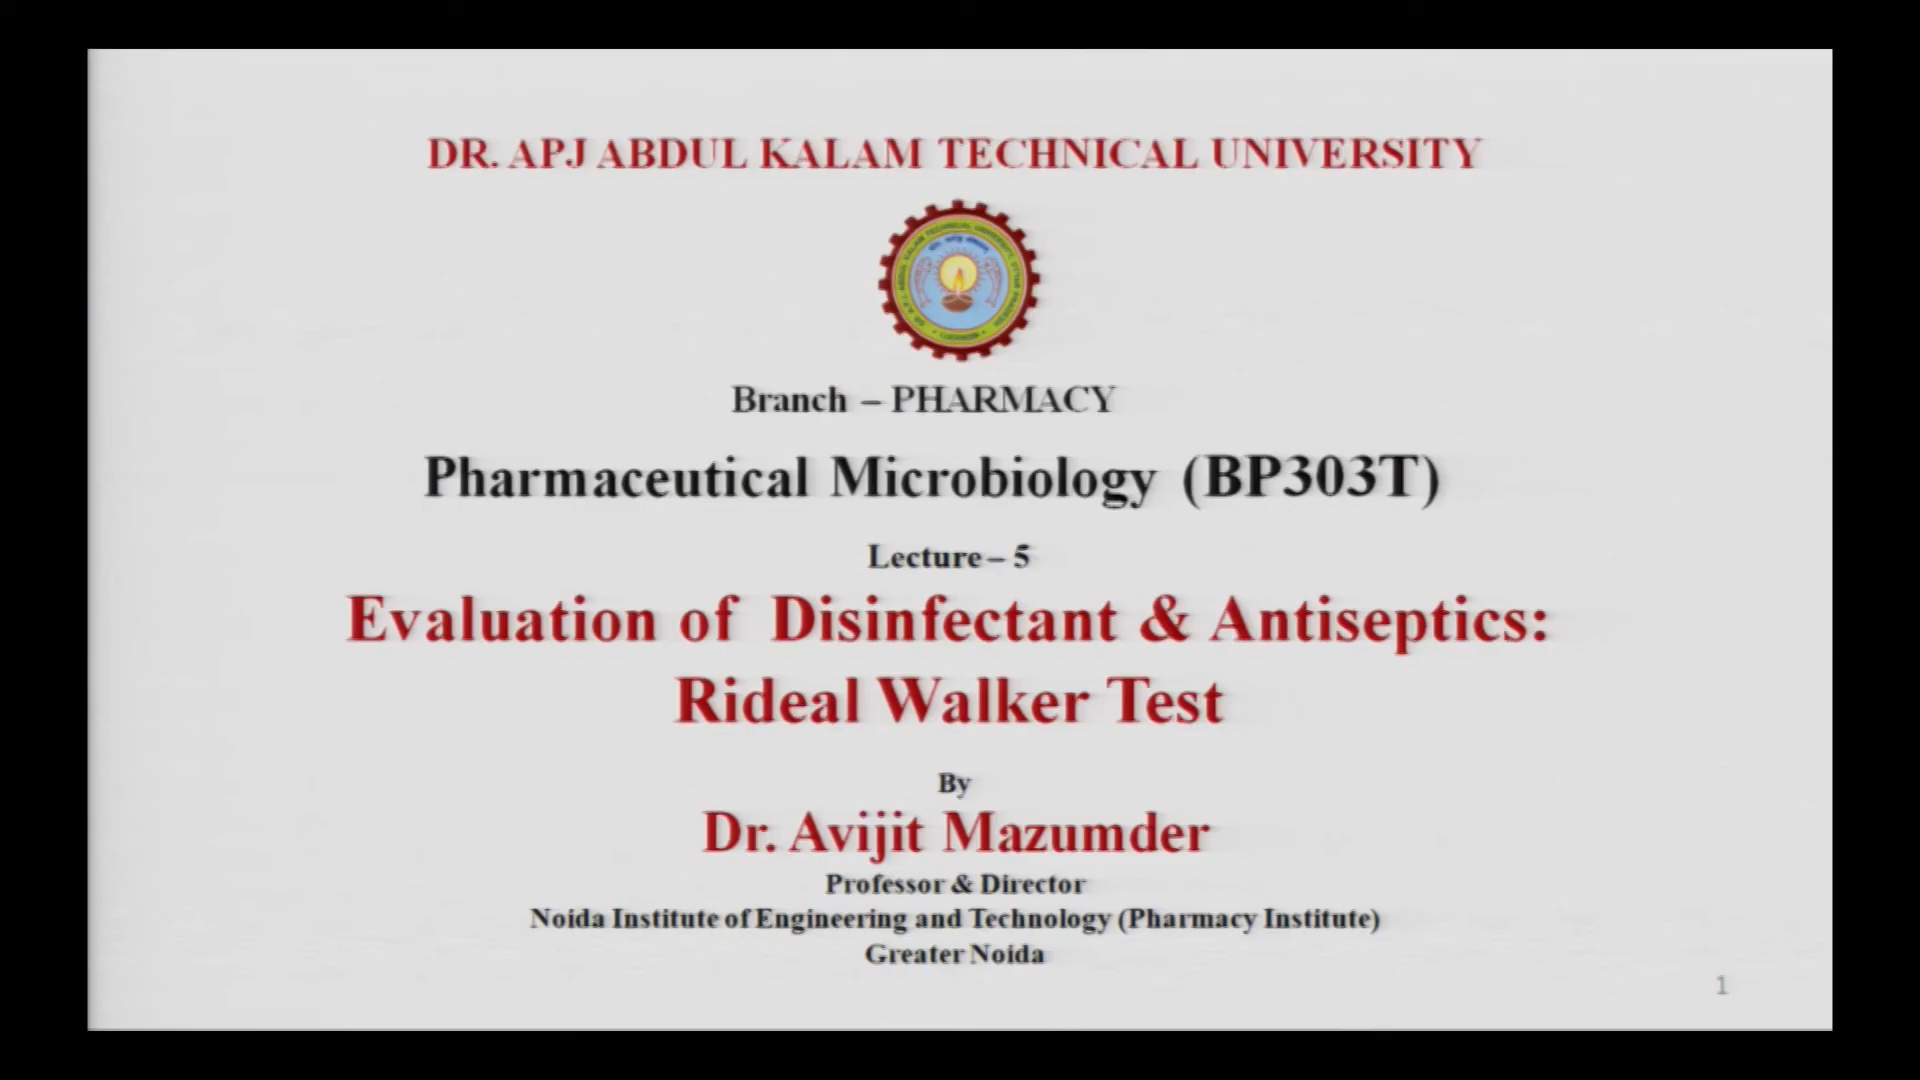 DR. APJ ABDUL KALAM TECHNICAL UNIVERSITY
Branch – PHARMACY
Pharmaceutical Microbiology (BP303T)
Lecture – 5
Evaluation of Disinfectant & Antiseptics:
Rideal Walker Test
By
Dr. Avijit Mazumder
Professor & Director
Noida Institute of Engineering and Technology (Pharmacy Institute)
Greater Noida
1